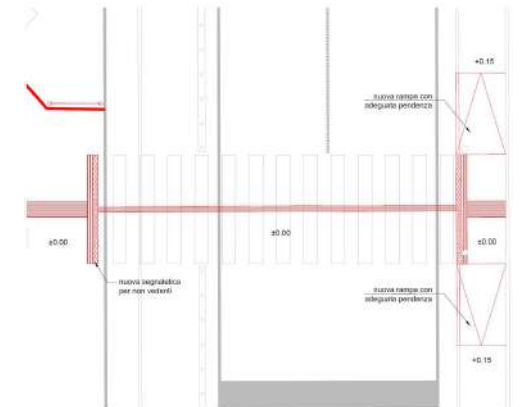 +0.15
nuova rampa con
adeguata pendenza
±0.00
±0.00
±0.00
nuova segnaletica
per non vedenti
nuova rampa con
adeguata pendenza
+0.15